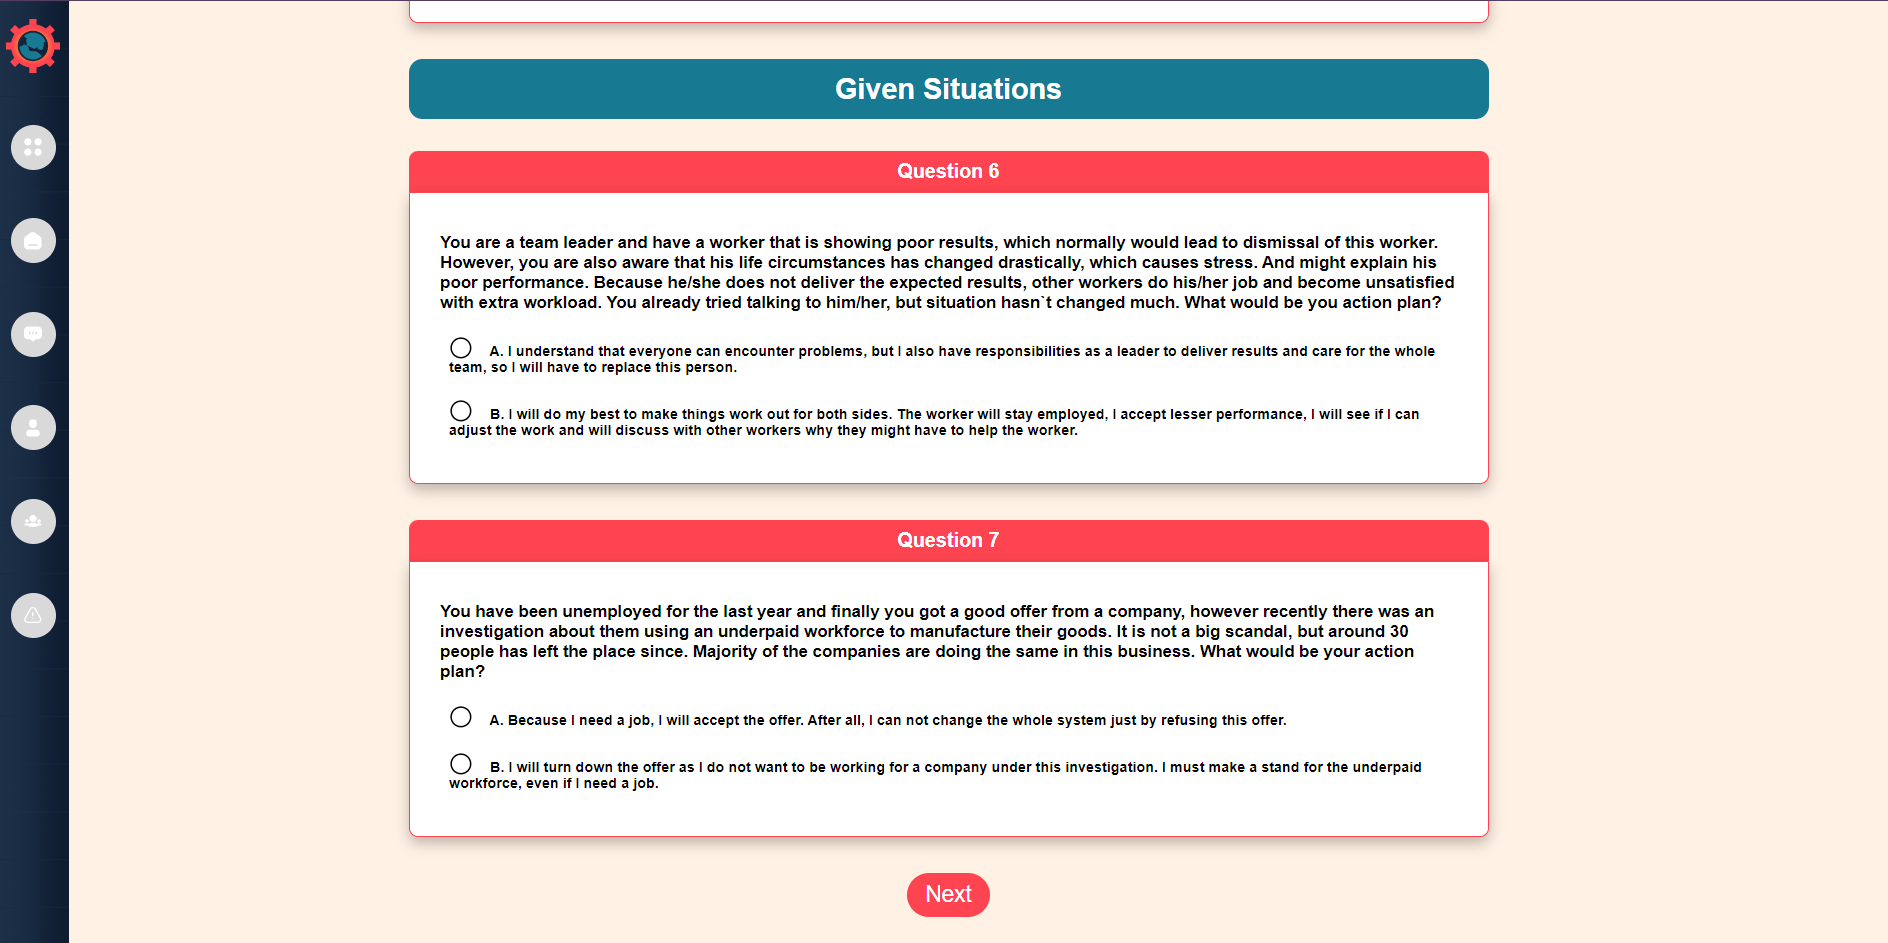 Given Situations
Question 6
You are a team leader and have a worker that is showing poor results, which normally would lead to dismissal of this worker.
However, you are also aware that his life circumstances has changed drastically, which causes stress. And might explain his
poor performance. Because he/she does not deliver the expected results, other workers do his/her job and become unsatisfied
with extra workload. You already tried talking to him/her, but situation hasn`t changed much. What would be you action plan?
A. I understand that everyone can encounter problems, but I also have responsibilities as a leader to deliver results and care for the whole
team, so I will have to replace this person.
B. I will do my best to make things work out for both sides. The worker will stay employed, I accept lesser performance, I will see if I can
adjust the work and will discuss with other workers why they might have to help the worker.
Question 7
You have been unemployed for the last year and finally you got a good offer from a company, however recently there was an
investigation about them using an underpaid workforce to manufacture their goods. It is not a big scandal, but around 30
people has left the place since. Majority of the companies are doing the same in this business. What would be your action
plan?
A. Because I need a job, I will accept the offer. After all, I can not change the whole system just by refusing this offer.
B. I will turn down the offer as I do not want to be working for a company under this investigation. I must make a stand for the underpaid
workforce, even if I need a job.
Next